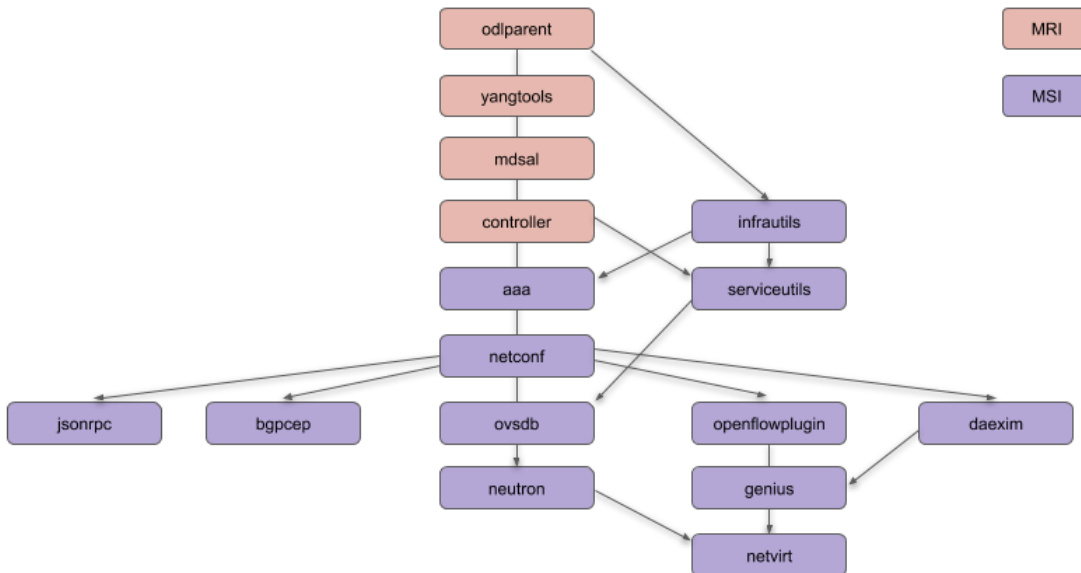 odlparent
MRI
yangtools
MSI
mdsal
controller
infrautils
aaa
serviceutils
netconf
jsonrpc
bgpcep
ovsdb
openflowplugin
daexim
neutron
genius
netvirt